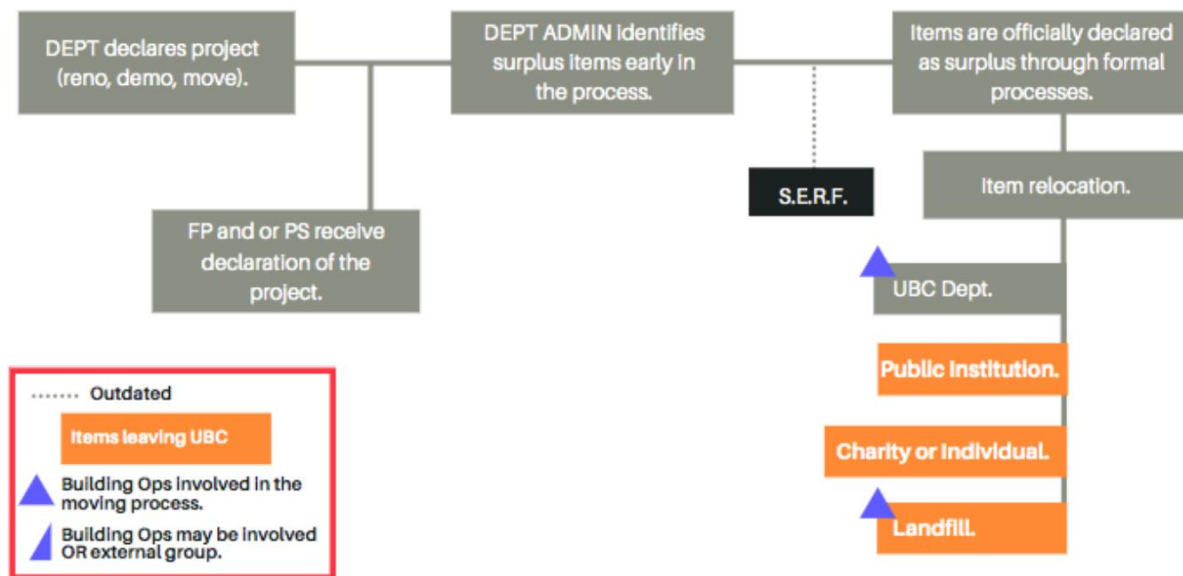 DEPT declares project
(reno, demo, move).
DEPT ADMIN identifies
surplus items early in
the process.
Items are officially declared
as surplus through formal
processes.
S.E.R.F.
Item relocation.
FP and or PS receive
declaration of the
project.
UBC Dept.
Public Institution.
Charity or Individual.
Landfill.
Outdated
Items leaving UBC
Building Ops involved in the
moving process.
Building Ops may be involved
OR external group.